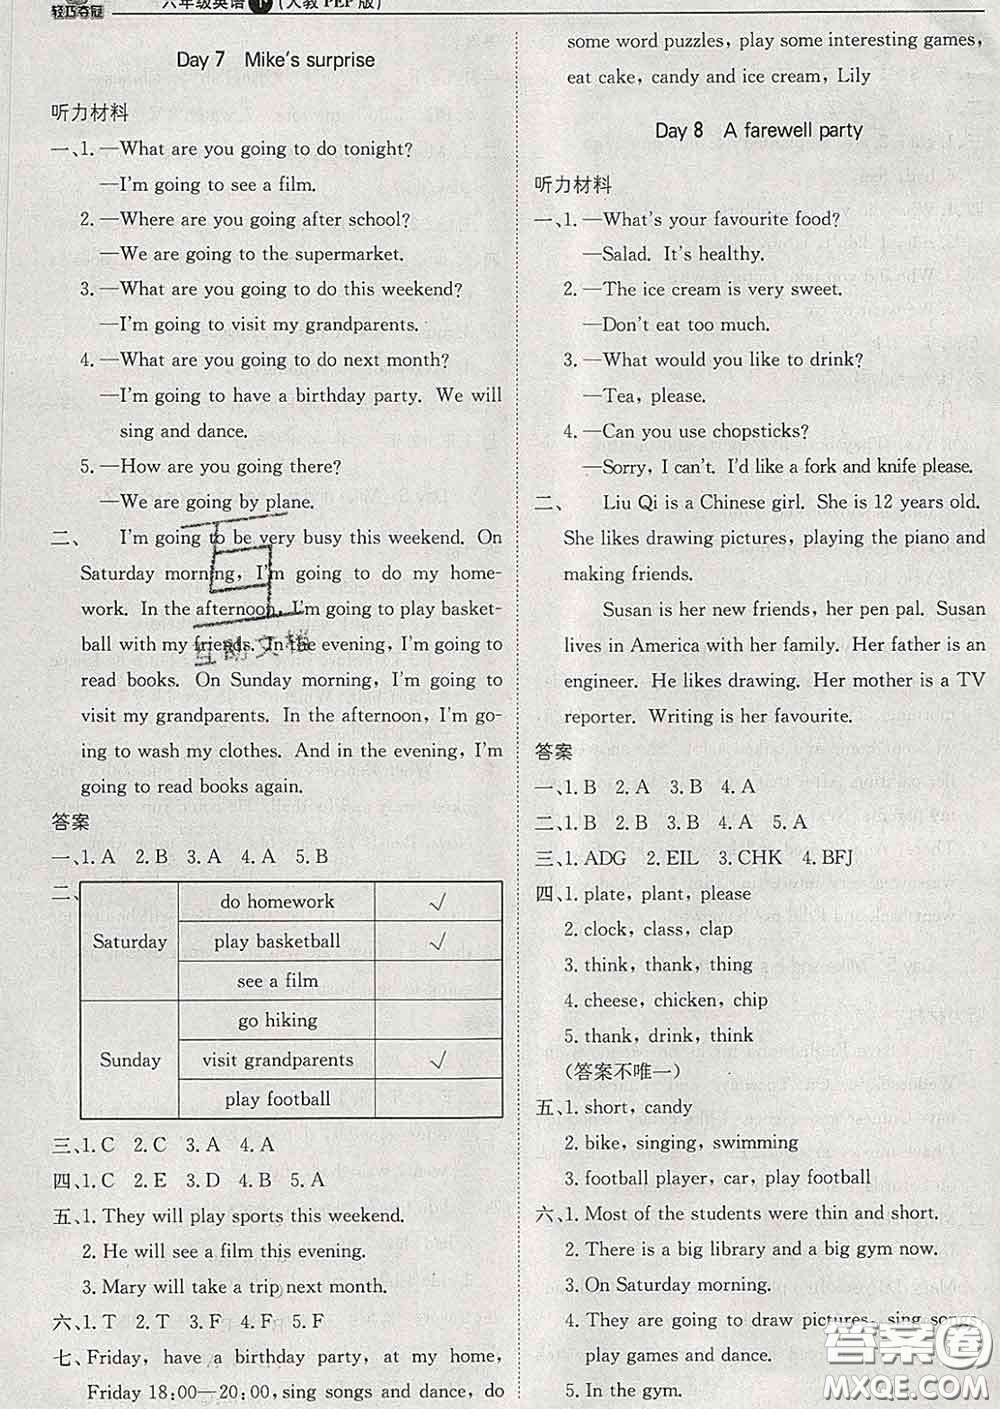 轻巧夺冠
六年级英语 下 (人教 PEP 版)
Day 7 Mike's surprise
听力材料
一、1. —What are you going to do tonight?
—I'm going to see a film.
2. —Where are you going after school?
—We are going to the supermarket.
3. —What are you going to do this weekend?
—I'm going to visit my grandparents.
4. —What are you going to do next month?
—I'm going to have a birthday party. We will
sing and dance.
5. —How are you going there?
—We are going by plane.
二、 I'm going to be very busy this weekend. On
Saturday morning, I'm going to do my home-
work. In the afternoon, I'm going to play basket-
ball with my friends. In the evening, I'm going to
read books. On Sunday morning, I'm going to
visit my grandparents. In the afternoon, I'm go-
ing to wash my clothes. And in the evening, I'm
going to read books again.
答案
一、1. A 2. B 3. A 4. A 5. B
二、
Saturday
do homework √
play basketball √
see a film
Sunday
go hiking
visit grandparents √
play football
三、1. C 2. C 3. A 4. A
四、1. C 2. E 3. D 4. B 5. A
五、1. They will play sports this weekend.
2. He will see a film this evening.
3. Mary will take a trip next month.
六、1. T 2. T 3. F 4. F 5. F
七、Friday, have a birthday party, at my home,
Friday 18:00—20:00, sing songs and dance, do
some word puzzles, play some interesting games,
eat cake, candy and ice cream, Lily
Day 8 A farewell party
听力材料
一、1. —What's your favourite food?
—Salad. It's healthy.
2. —The ice cream is very sweet.
—Don't eat too much.
3. —What would you like to drink?
—Tea, please.
4. —Can you use chopsticks?
—Sorry, I can't. I'd like a fork and knife please.
二、 Liu Qi is a Chinese girl. She is 12 years old.
She likes drawing pictures, playing the piano and
making friends.
Susan is her new friends, her pen pal. Susan
lives in America with her family. Her father is an
engineer. He likes drawing. Her mother is a TV
reporter. Writing is her favourite.
答案
一、1. B 2. A 3. B 4. A
二、1. B 2. B 3. B 4. A 5. A
三、1. ADG 2. EIL 3. CHK 4. BFJ
四、1. plate, plant, please
2. clock, class, clap
3. think, thank, thing
4. cheese, chicken, chip
5. thank, drink, think
(答案不唯一)
五、1. short, candy
2. bike, singing, swimming
3. football player, car, play football
六、1. Most of the students were thin and short.
2. There is a big library and a big gym now.
3. On Saturday morning.
4. They are going to draw pictures, sing songs,
play games and dance.
5. In the gym.
答案圈
MXQE.COM